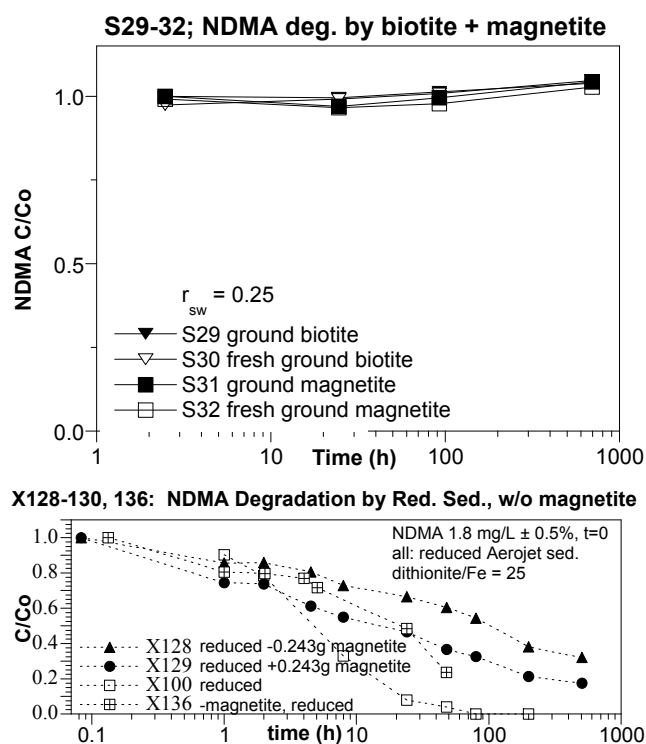 S29-32; NDMA deg. by biotite + magnetite
1.0
0.5
0.0
NDMA C/Co
r_sw = 0.25
S29 ground biotite
S30 fresh ground biotite
S31 ground magnetite
S32 fresh ground magnetite
1 10 100 1000
Time (h)
X128-130, 136: NDMA Degradation by Red. Sed., w/o magnetite
1.0
0.8
0.6
0.4
0.2
0.0
C/Co
NDMA 1.8 mg/L ± 0.5%, t=0
all: reduced Aerojet sed.
dithionite/Fe = 25
X128 reduced -0.243g magnetite
X129 reduced +0.243g magnetite
X100 reduced
X136 -magnetite, reduced
0.1 1 10 100 1000
time (h)